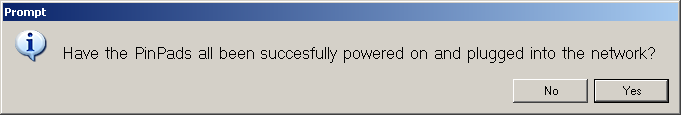 Prompt
Have the PinPads all been succesfully powered on and plugged into the network?
No Yes